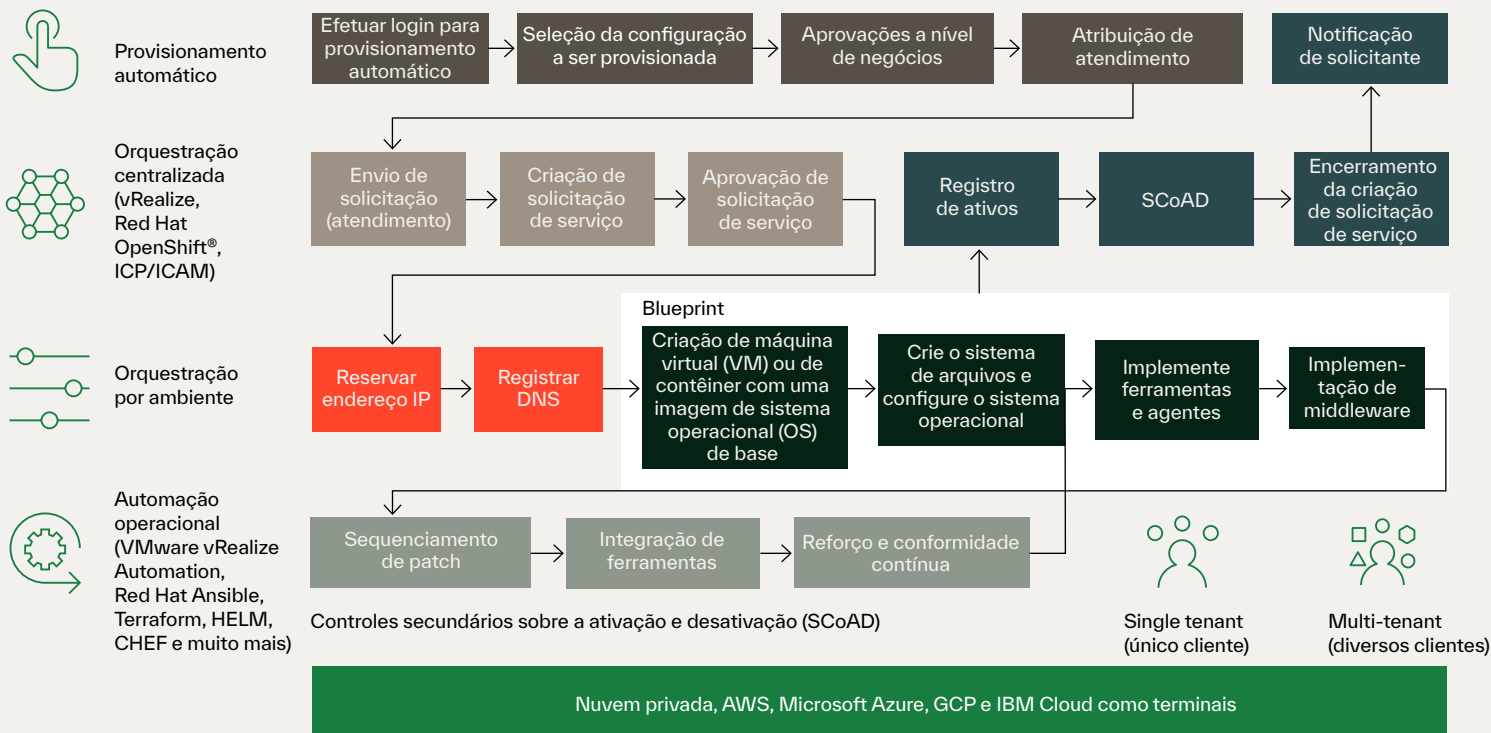 Provisionamento
automático
Efetuar login para
provisionamento
automático
Seleção da configuração
a ser provisionada
Aprovações a nível
de negócios
Atribuição de
atendimento
Notificação
de solicitante
Orquestração
centralizada
(vRealize,
Red Hat
OpenShift®,
ICP/ICAM)
Envio de
solicitação
(atendimento)
Criação de
solicitação
de serviço
Aprovação de
solicitação
de serviço
Registro
de ativos
SCoAD
Encerramento
da criação
de solicitação
de serviço
Orquestração
por ambiente
Reservar
endereço IP
Registrar
DNS
Blueprint
Criação de máquina
virtual (VM) ou de
contêiner com uma
imagem de sistema
operacional (OS)
de base
Crie o sistema
de arquivos e
configure o sistema
operacional
Implemente
ferramentas
e agentes
Implemen-
tação de
middleware
Automação
operacional
(VMware vRealize
Automation,
Red Hat Ansible,
Terraform, HELM,
CHEF e muito mais)
Sequenciamento
de patch
Integração de
ferramentas
Reforço e conformidade
contínua
Controles secundários sobre a ativação e desativação (SCoAD)
Single tenant
(único cliente)
Multi-tenant
(diversos clientes)
Nuvem privada, AWS, Microsoft Azure, GCP e IBM Cloud como terminais